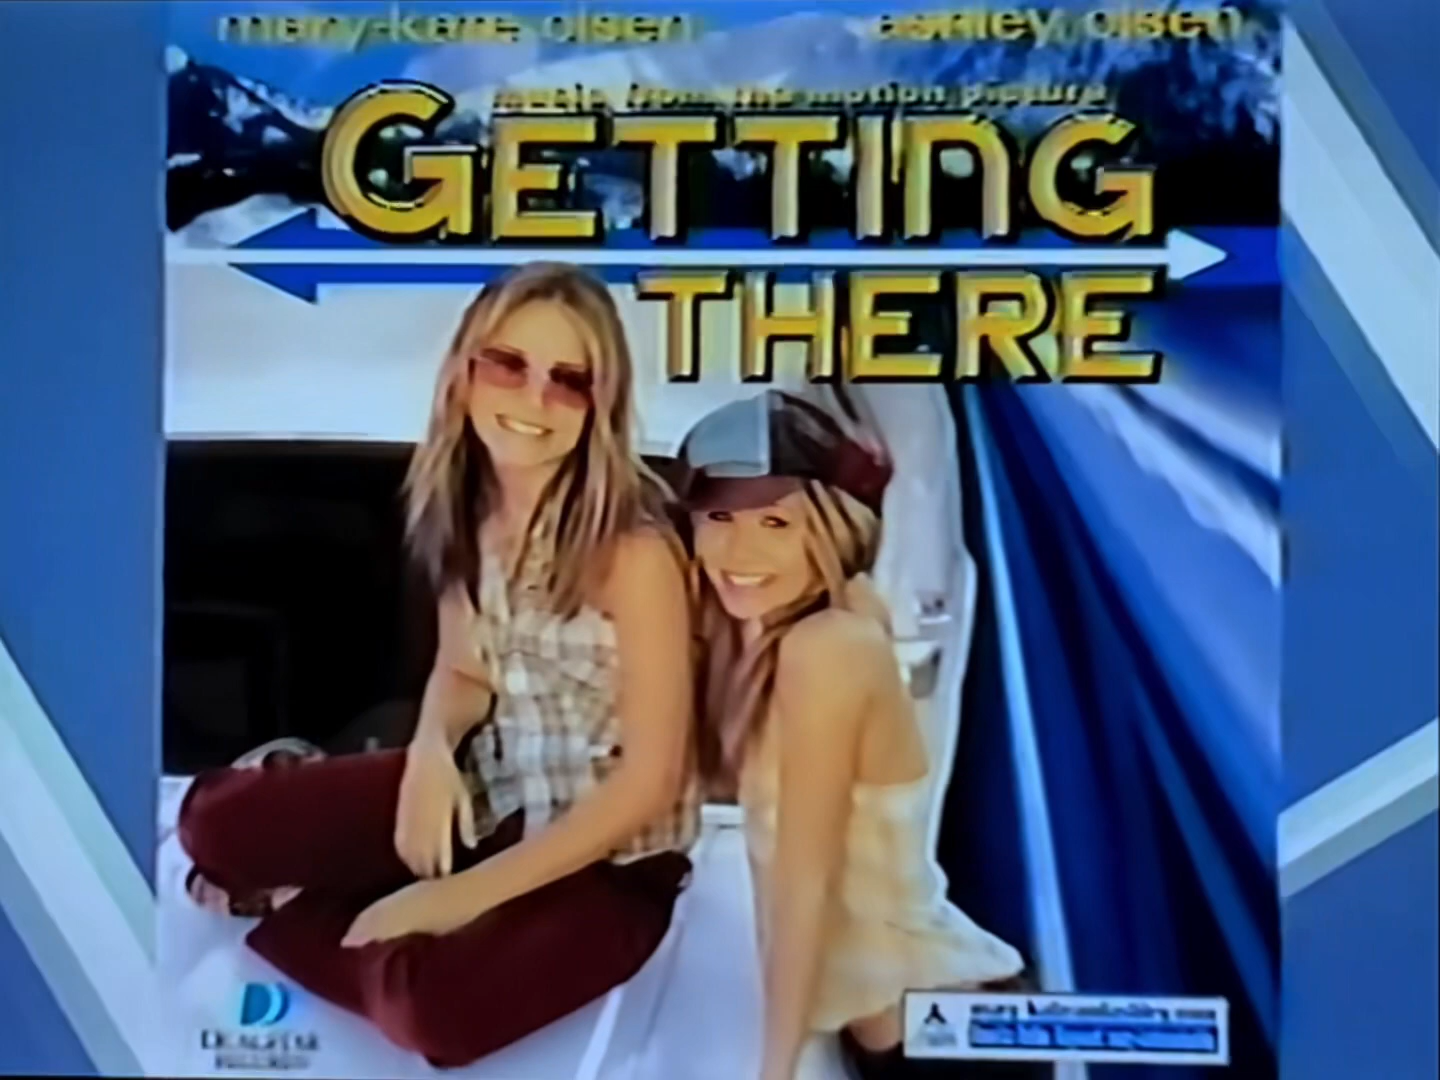 mary-kate olsen ashley olsen
music from the motion picture
GETTING
THERE